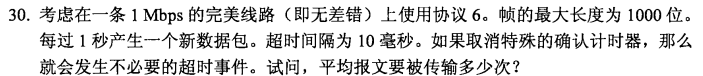 30. 考虑在一条 1 Mbps 的完美线路（即无差错）上使用协议 6。帧的最大长度为 1000 位。
每过 1 秒产生一个新数据包。超时间隔为 10 毫秒。如果取消特殊的确认计时器，那么
就会发生不必要的超时事件。试问，平均报文要被传输多少次？